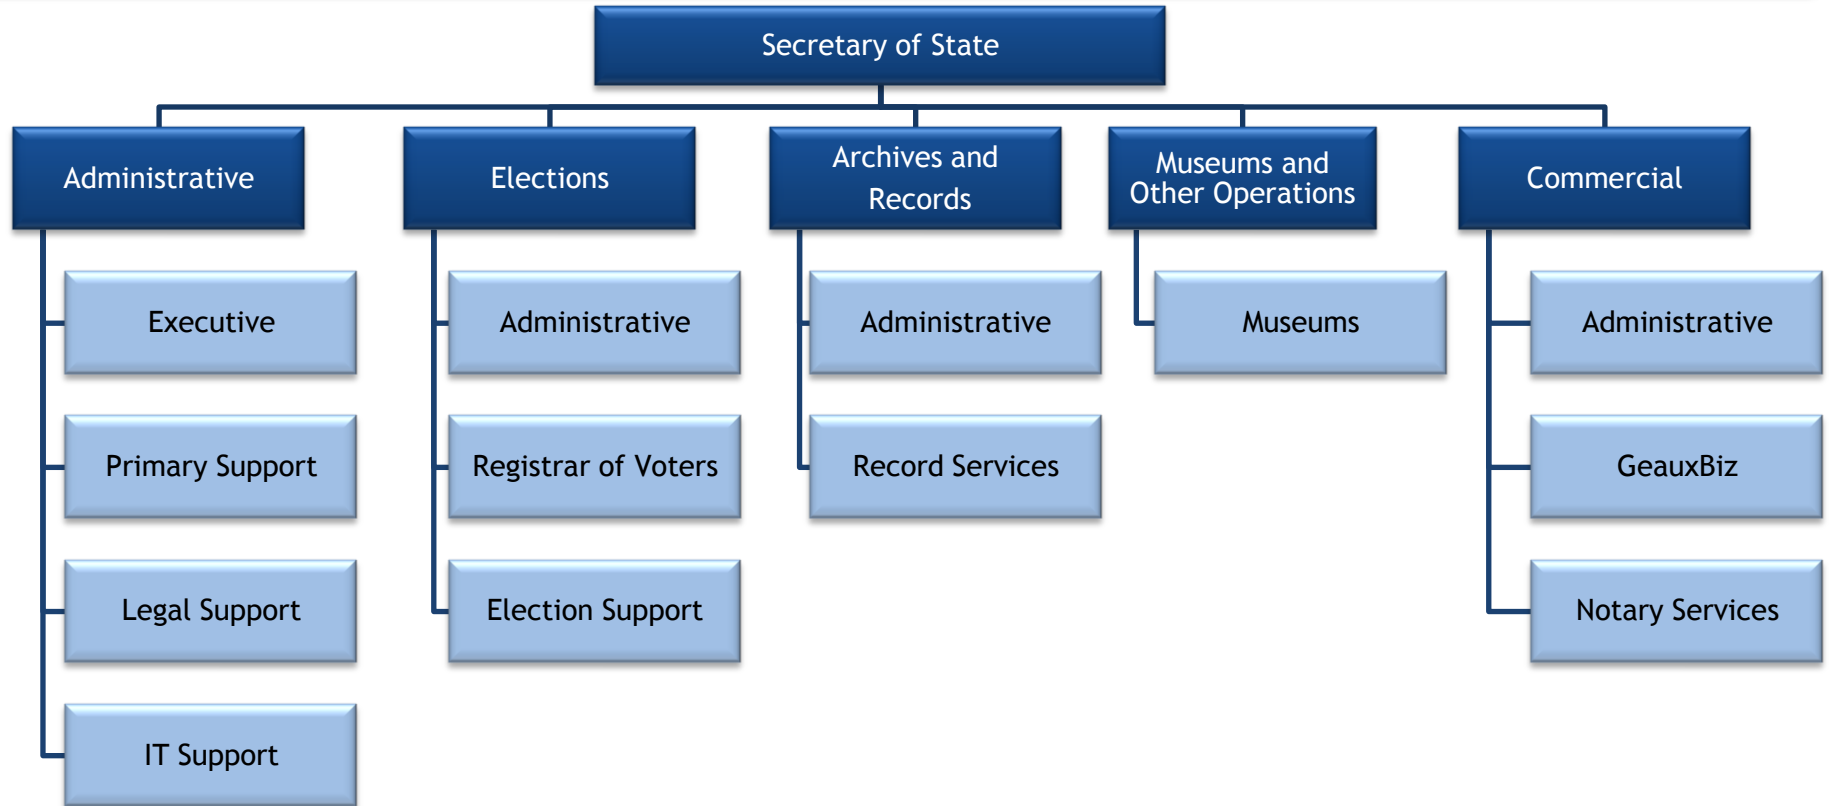 Secretary of State
Administrative
Elections
Archives and
Records
Museums and
Other Operations
Commercial
Executive
Administrative
Administrative
Museums
Administrative
Primary Support
Registrar of Voters
Record Services
GeauxBiz
Legal Support
Election Support
Notary Services
IT Support